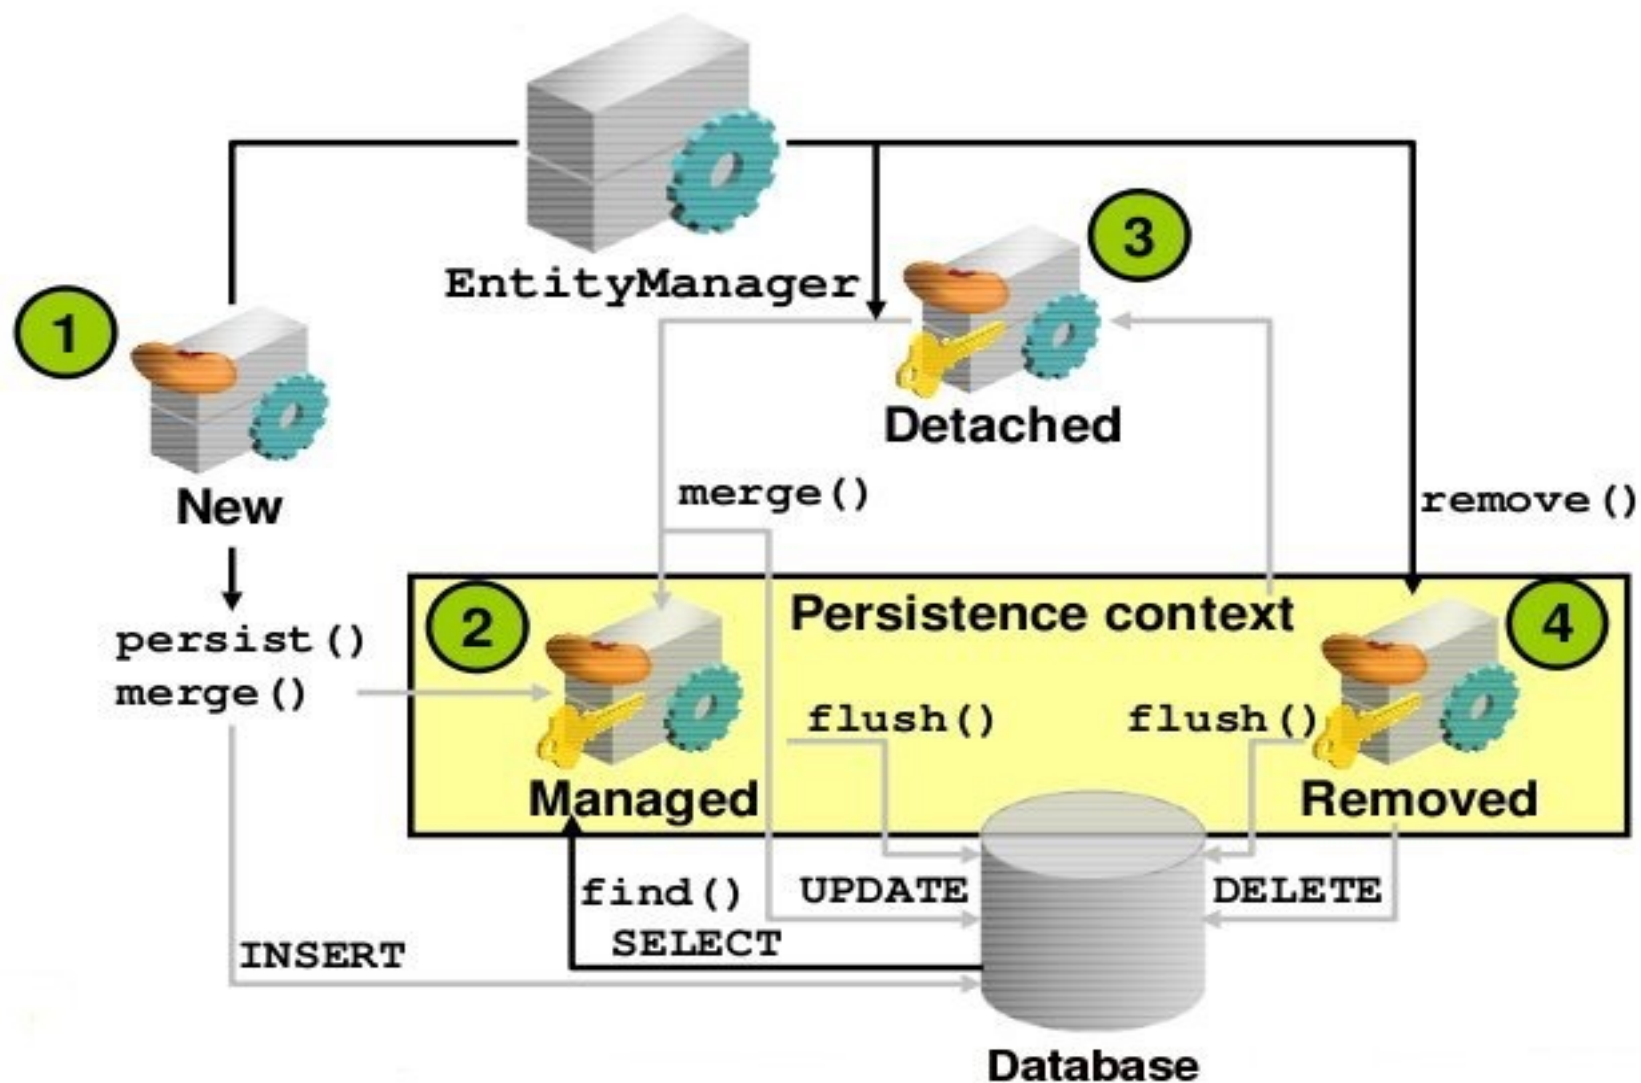 EntityManager
3
1
Detached
merge()
remove()
New
2
Persistence context
4
persist()
merge()
flush()
flush()
Managed
Removed
find()
UPDATE
DELETE
SELECT
INSERT
Database